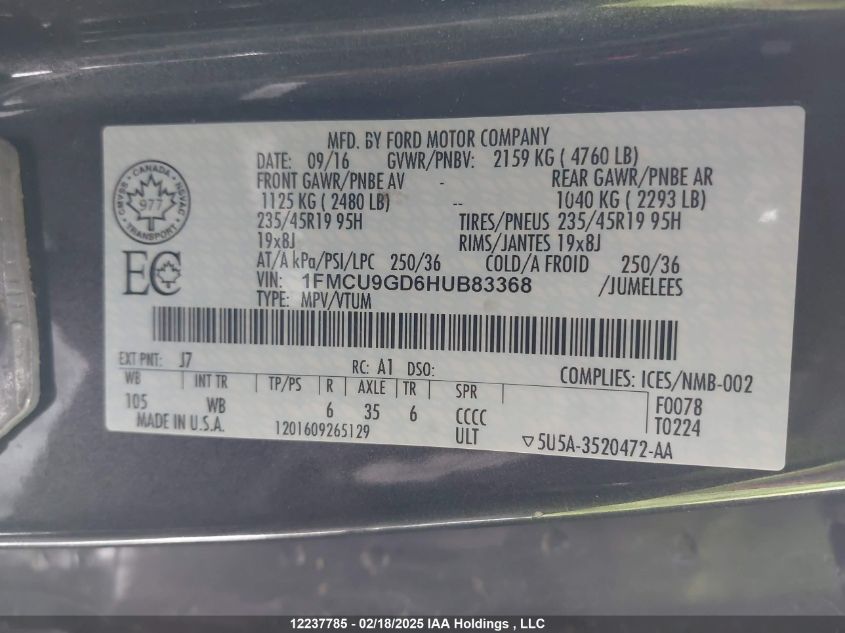 MFD. BY FORD MOTOR COMPANY
DATE: 09/16 GVWR/PNBV: 2159 KG ( 4760 LB)
FRONT GAWR/PNBE AV - REAR GAWR/PNBE AR
1125 KG ( 2480 LB) -- 1040 KG ( 2293 LB)
235/45R19 95H TIRES/PNEUS 235/45R19 95H
19x8J RIMS/JANTES 19x8J
AT/A kPa/PSI/LPC 250/36 COLD/A FROID 250/36
VIN: 1FMCU9GD6HUB83368 /JUMELEES
TYPE: MPV/VTUM
CANADA
977
TRANSPORT
EC
EXT PNT: J7 RC: A1 DSO: COMPLIES: ICES/NMB-002
WB INT TR TP/PS R AXLE TR SPR F0078
105 WB 6 35 6 CCCC T0224
MADE IN U.S.A. 1201609265129 ULT ▽5U5A-3520472-AA
12237785 - 02/18/2025 IAA Holdings , LLC